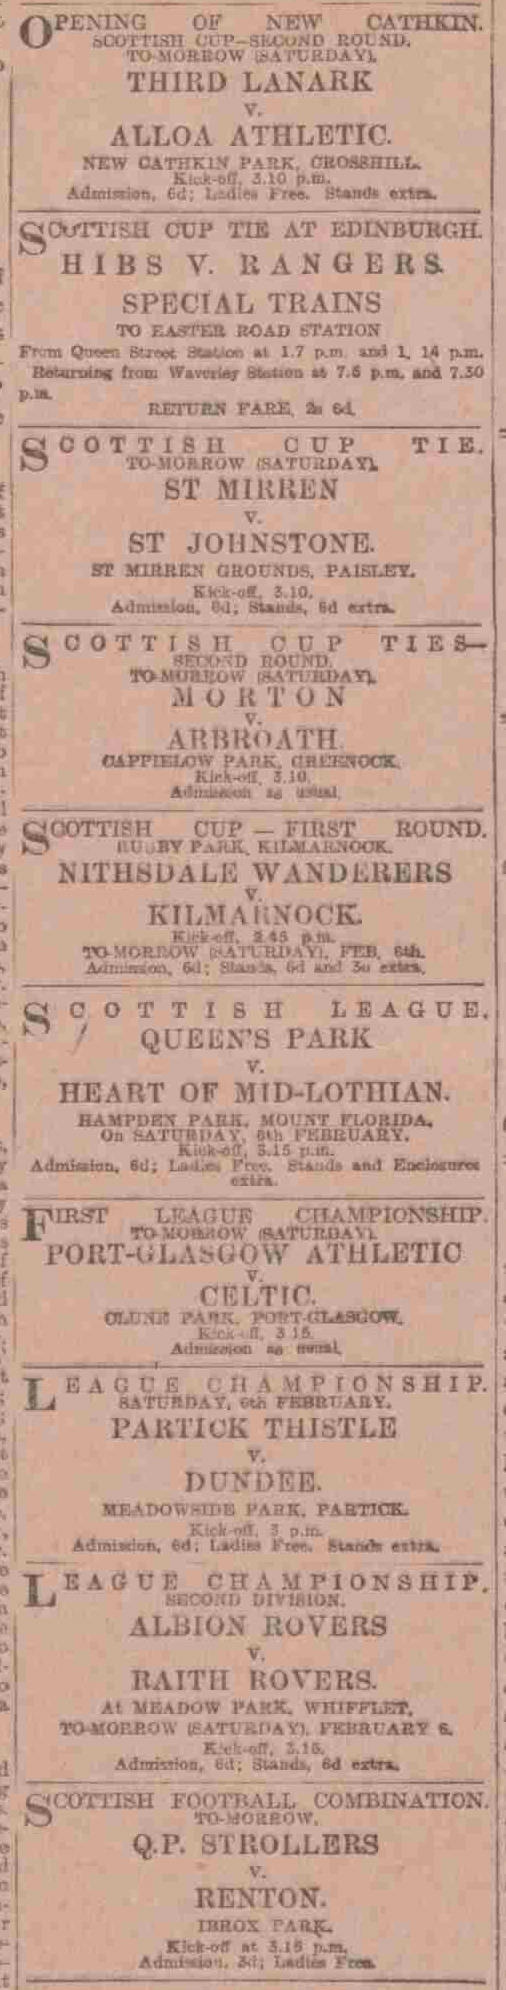 OPENING OF NEW CATHKIN.
SCOTTISH CUP—SECOND ROUND.
TO-MORROW (SATURDAY).
THIRD LANARK
v.
ALLOA ATHLETIC.
NEW CATHKIN PARK, CROSSHILL.
Kick-off, 3.10 p.m.
Admission, 6d; Ladies Free. Stands extra.
SCOTTISH CUP TIE AT EDINBURGH.
HIBS V. RANGERS.
SPECIAL TRAINS
TO EASTER ROAD STATION
From Queen Street Station at 1.7 p.m. and 1.14 p.m.
Returning from Waverley Station at 7.5 p.m. and 7.30
p.m.
RETURN FARE, 2s 6d.
SCOTTISH CUP TIE.
TO-MORROW (SATURDAY).
ST MIRREN
v.
ST JOHNSTONE.
ST MIRREN GROUNDS, PAISLEY.
Kick-off, 3.10.
Admission, 6d; Stands, 6d extra.
SCOTTISH CUP TIES—
SECOND ROUND.
TO-MORROW (SATURDAY).
MORTON
v.
ARBROATH.
CAPPIELOW PARK, GREENOCK.
Kick-off, 3.10.
Admission as usual.
SCOTTISH CUP — FIRST ROUND.
RUGBY PARK, KILMARNOCK.
NITHSDALE WANDERERS
v.
KILMARNOCK.
Kick-off, 2.45 p.m.
TO-MORROW (SATURDAY), FEB. 6th.
Admission, 6d; Stands, 6d and extra.
SCOTTISH LEAGUE.
QUEEN'S PARK
v.
HEART OF MID-LOTHIAN.
HAMPDEN PARK, MOUNT FLORIDA,
On SATURDAY, 6th FEBRUARY.
Kick-off, 3.15 p.m.
Admission, 6d; Ladies Free. Stands and Enclosures
extra.
FIRST LEAGUE CHAMPIONSHIP.
TO-MORROW (SATURDAY).
PORT-GLASGOW ATHLETIC
v.
CELTIC.
CLUNE PARK, PORT-GLASGOW.
Kick-off, 3 15.
Admission as usual.
LEAGUE CHAMPIONSHIP.
SATURDAY, 6th FEBRUARY.
PARTICK THISTLE
v.
DUNDEE.
MEADOWSIDE PARK, PARTICK.
Kick-off, 3 p.m.
Admission, 6d; Ladies Free. Stands extra.
LEAGUE CHAMPIONSHIP.
SECOND DIVISION.
ALBION ROVERS
v.
RAITH ROVERS.
At MEADOW PARK, WHIFFLET,
TO-MORROW (SATURDAY), FEBRUARY 6.
Kick-off, 3.15.
Admission, 6d; Stands, 6d extra.
SCOTTISH FOOTBALL COMBINATION.
TO-MORROW.
Q.P. STROLLERS
v.
RENTON.
IBROX PARK.
Kick-off at 3.15 p.m.
Admission, 3d; Ladies Free.